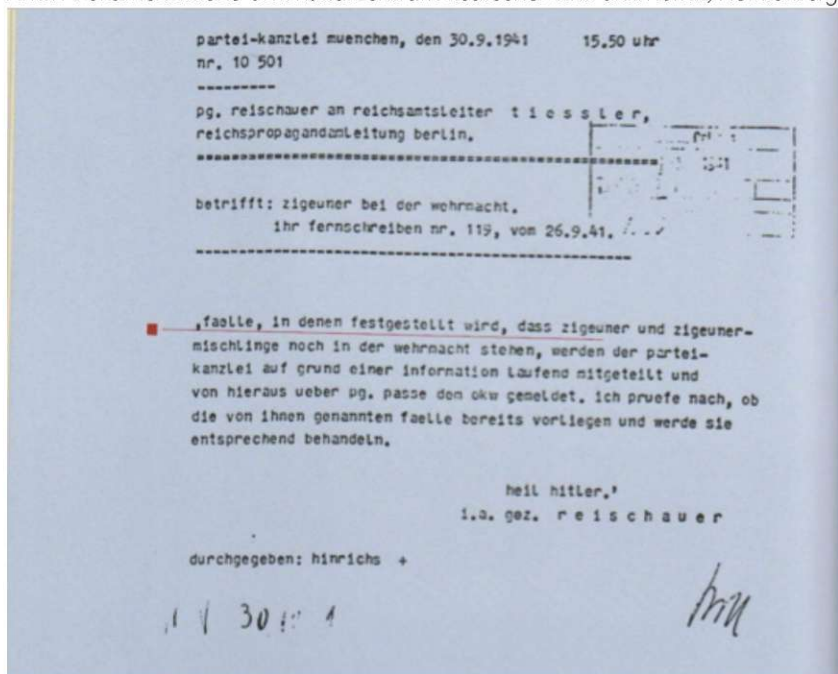 partei-kanzlei muenchen, den 30.9.1941 15.50 uhr
nr. 10 501
----------
pg. reischauer an reichsamtsleiter t i e s s l e r,
reichspropagandaleitung berlin.
betrifft: zigeuner bei der wehrmacht.
ihr fernschreiben nr. 119, vom 26.9.41.
,faelle, in denen festgestellt wird, dass zigeuner und zigeuner-
mischlinge noch in der wehrmacht stehen, werden der partei-
kanzlei auf grund einer information laufend mitgeteilt und
von hieraus ueber pg. passe dem okw gemeldet. ich pruefe nach, ob
die von ihnen genannten faelle bereits vorliegen und werde sie
entsprechend behandeln.
heil hitler.'
i.a. gez. r e i s c h a u e r
durchgegeben: hinrichs +
30